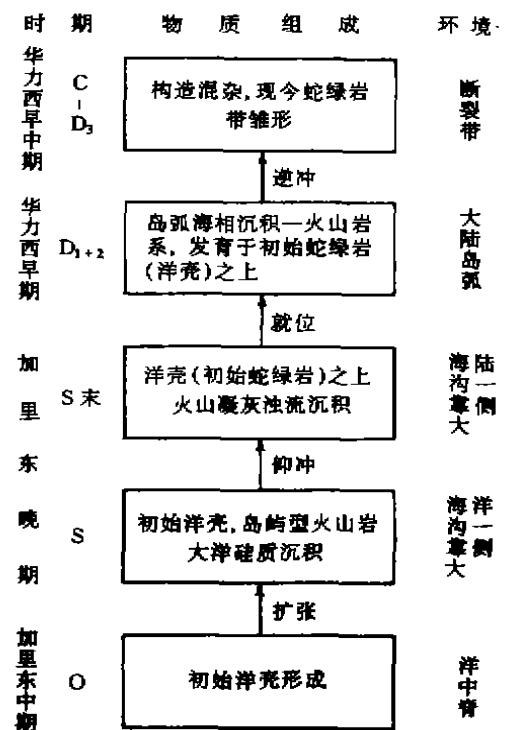 时 期 物 质 组 成 环 境
华力西早中期
C-D₃
构造混杂，现今蛇绿岩
带雏形
断裂带
逆冲
华力西早期
D₁₊₂
岛弧海相沉积—火山岩
系，发育于初始蛇绿岩
（洋壳）之上
大陆岛弧
就位
加里东晚期
S 末
洋壳（初始蛇绿岩）之上
火山凝灰浊流沉积
海沟靠大
陆一侧
仰冲
S
初始洋壳，岛屿型火山岩
大洋硅质沉积
海沟靠大
洋一侧
扩张
加里东中期
O
初始洋壳形成
洋中脊